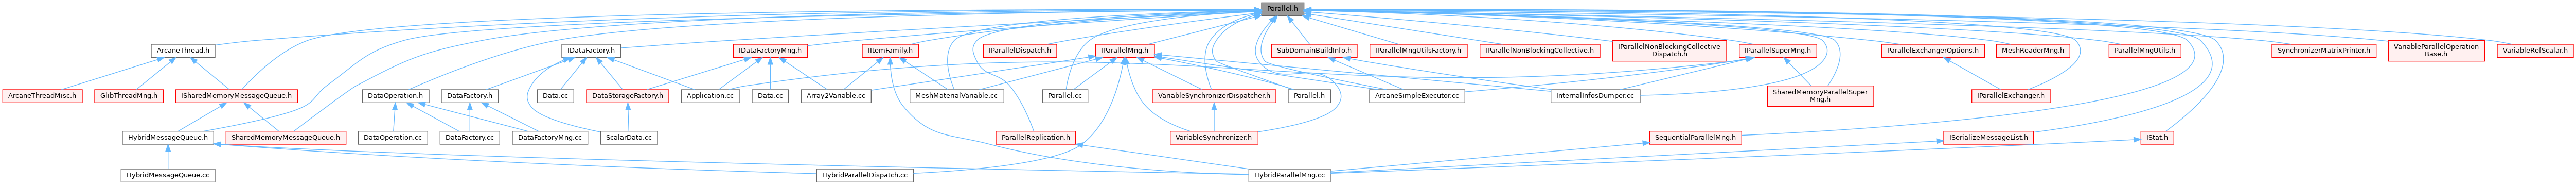 Parallel.h
ArcaneThread.h
IDataFactory.h
IDataFactoryMng.h
IItemFamily.h
IParallelDispatch.h
IParallelMng.h
SubDomainBuildInfo.h
IParallelMngUtilsFactory.h
IParallelNonBlockingCollective.h
IParallelNonBlockingCollective
Dispatch.h
IParallelSuperMng.h
ParallelExchangerOptions.h
MeshReaderMng.h
ParallelMngUtils.h
SynchronizerMatrixPrinter.h
VariableParallelOperation
Base.h
VariableRefScalar.h
ArcaneThreadMisc.h
GlibThreadMng.h
ISharedMemoryMessageQueue.h
DataOperation.h
DataFactory.h
Data.cc
DataStorageFactory.h
Application.cc
Data.cc
Array2Variable.cc
MeshMaterialVariable.cc
Parallel.cc
VariableSynchronizerDispatcher.h
Parallel.h
ArcaneSimpleExecutor.cc
InternalInfosDumper.cc
SharedMemoryParallelSuper
Mng.h
IParallelExchanger.h
HybridMessageQueue.h
SharedMemoryMessageQueue.h
DataOperation.cc
DataFactory.cc
DataFactoryMng.cc
ScalarData.cc
ParallelReplication.h
VariableSynchronizer.h
SequentialParallelMng.h
ISerializeMessageList.h
IStat.h
HybridMessageQueue.cc
HybridParallelDispatch.cc
HybridParallelMng.cc